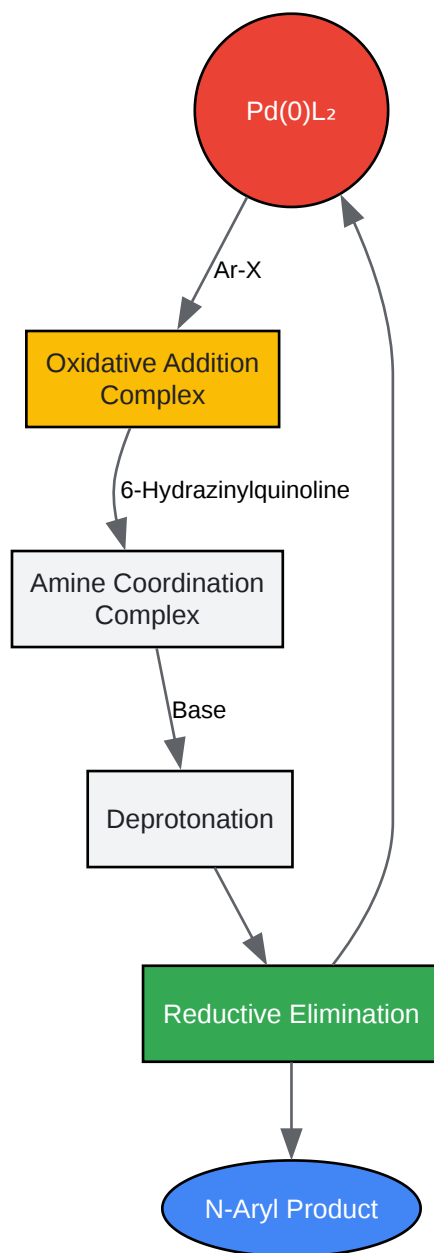 Pd(0)L₂
Ar-X
Oxidative Addition
Complex
6-Hydrazinylquinoline
Amine Coordination
Complex
Base
Deprotonation
Reductive Elimination
N-Aryl Product